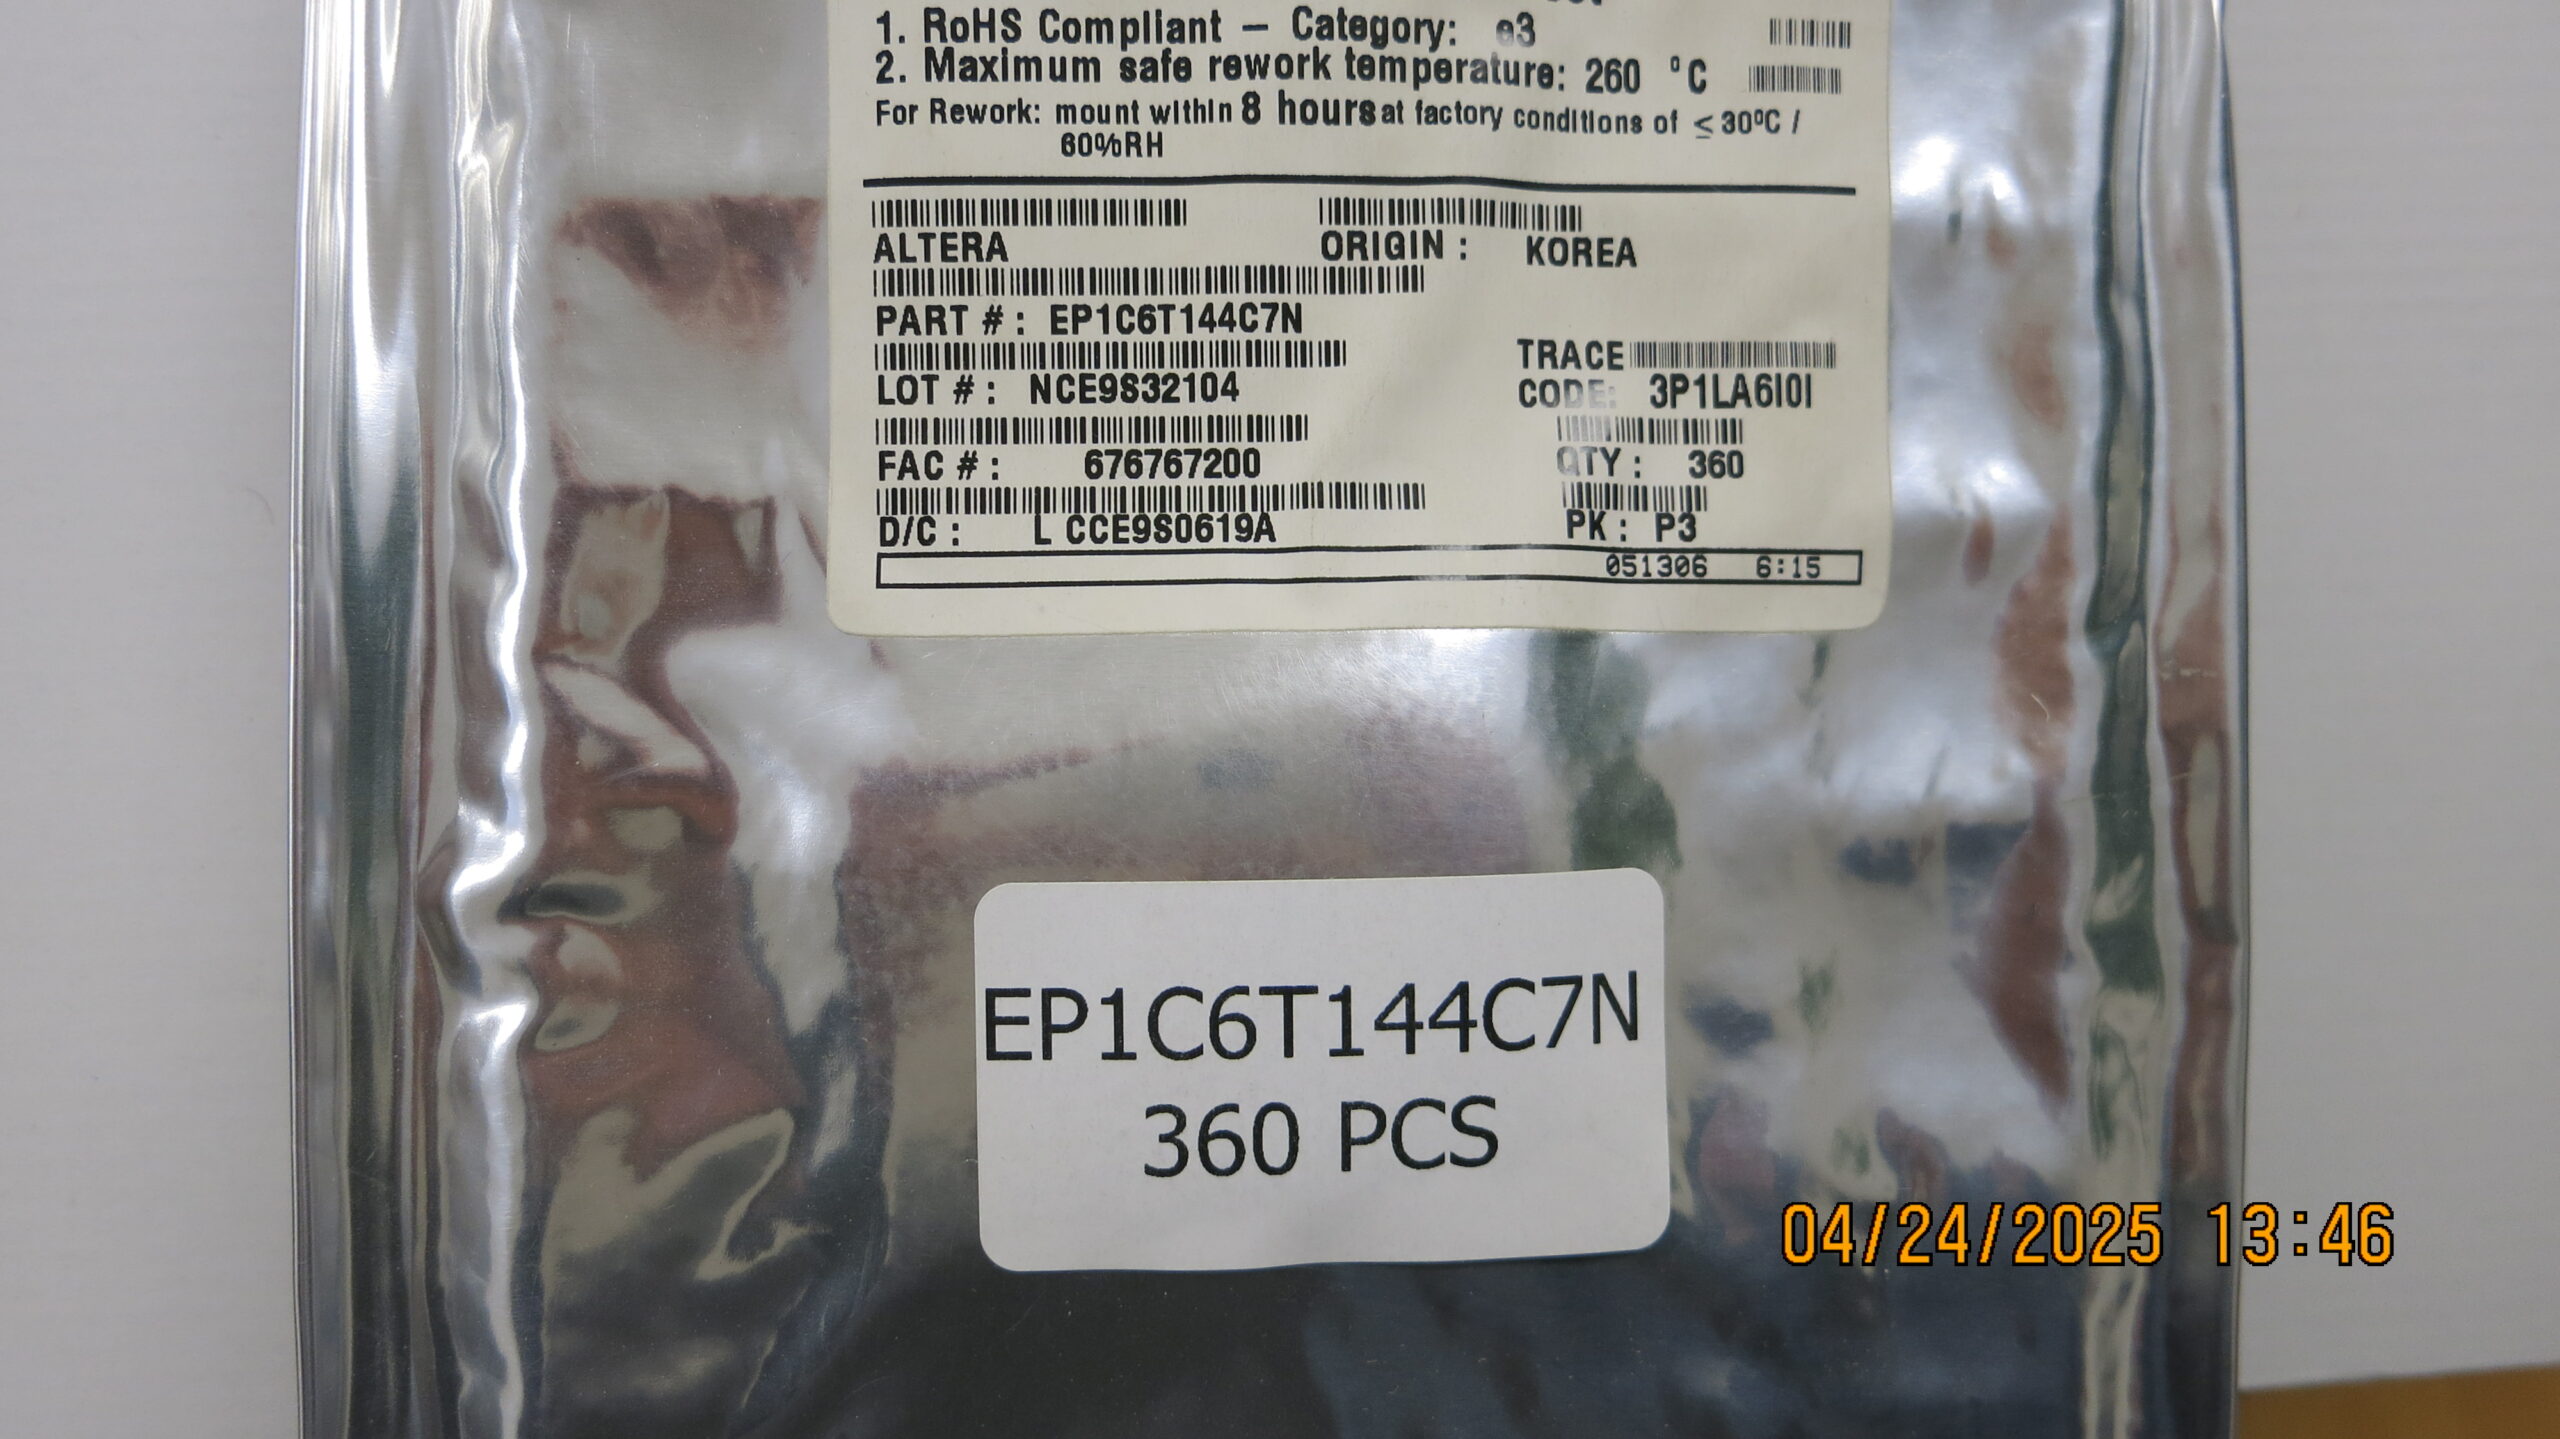 1. RoHS Compliant – Category: e3
2. Maximum safe rework temperature: 260 °C
For Rework: mount within 8 hours at factory conditions of ≤ 30ºC /
60%RH
ALTERA ORIGIN : KOREA
PART # : EP1C6T144C7N
TRACE
LOT # : NCE9S32104 CODE: 3P1LA6I0I
FAC # : 676767200 QTY : 360
D/C : L CCE9S0619A PK : P3
051306 6:15
EP1C6T144C7N
360 PCS
04/24/2025 13:46